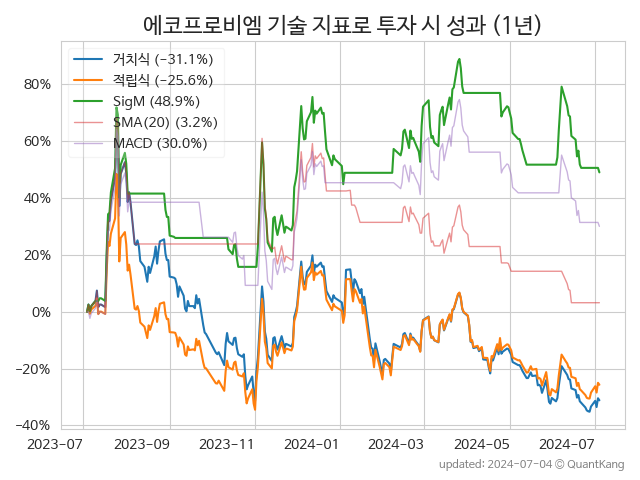 에코프로비엠 기술 지표로 투자 시 성과 (1년)
거치식 (−31.1%)
적립식 (−25.6%)
SigM (48.9%)
SMA(20) (3.2%)
MACD (30.0%)
80%
60%
40%
20%
0%
−20%
−40%
2023-07 2023-09 2023-11 2024-01 2024-03 2024-05 2024-07
updated: 2024-07-04 © QuantKang